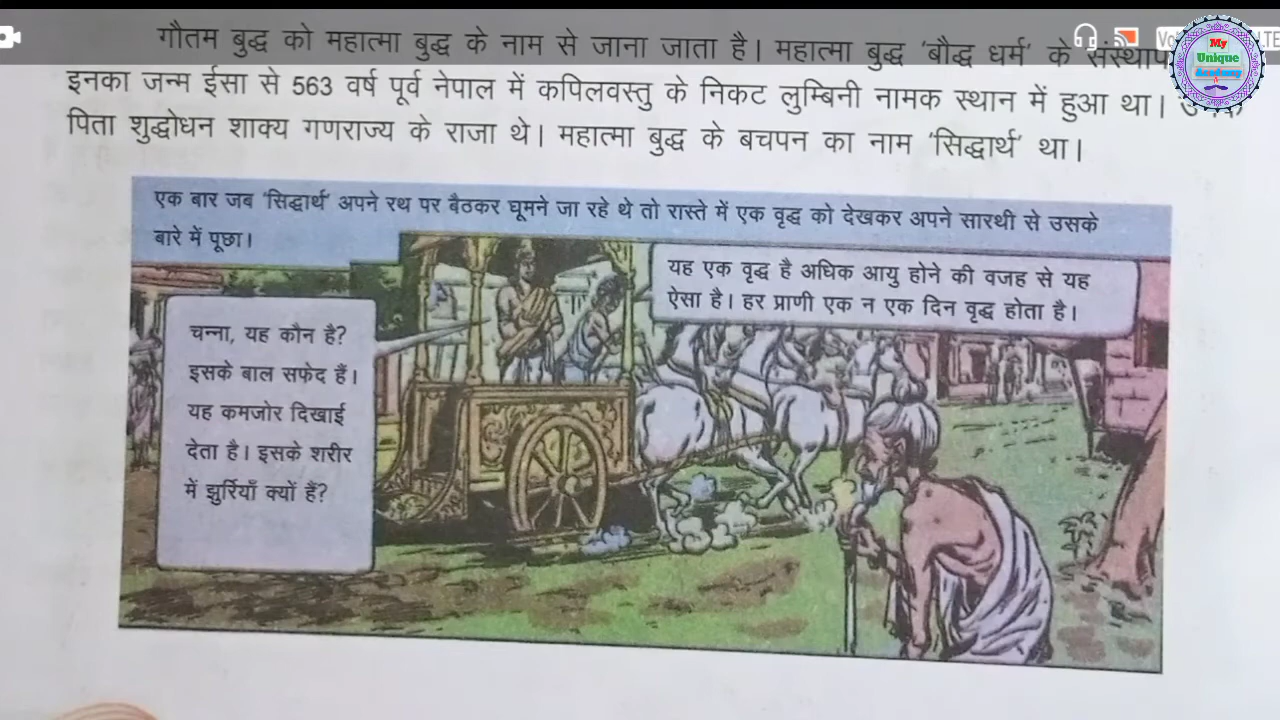 गौतम बुद्ध को महात्मा बुद्ध के नाम से जाना जाता है। महात्मा बुद्ध 'बौद्ध धर्म' के
इनका जन्म ईसा से 563 वर्ष पूर्व नेपाल में कपिलवस्तु के निकट लुम्बिनी नामक स्थान में हुआ था।
पिता शुद्धोधन शाक्य गणराज्य के राजा थे। महात्मा बुद्ध के बचपन का नाम 'सिद्धार्थ' था।
एक बार जब 'सिद्धार्थ' अपने रथ पर बैठकर घूमने जा रहे थे तो रास्ते में एक वृद्ध को देखकर अपने सारथी से उसके
बारे में पूछा।
चन्ना, यह कौन है?
इसके बाल सफेद हैं।
यह कमजोर दिखाई
देता है। इसके शरीर
में झुर्रियाँ क्यों हैं?
यह एक वृद्ध है अधिक आयु होने की वजह से यह
ऐसा है। हर प्राणी एक न एक दिन वृद्ध होता है।
My
Unique
Academy